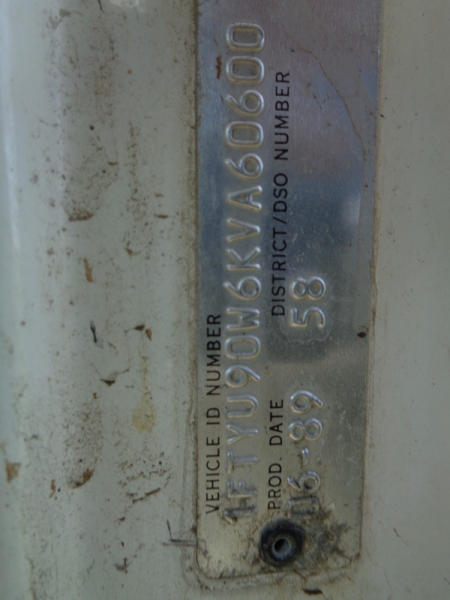 VEHICLE ID NUMBER
1FTYU90W6KVA60600
PROD. DATE DISTRICT/DSO NUMBER
06-89 58